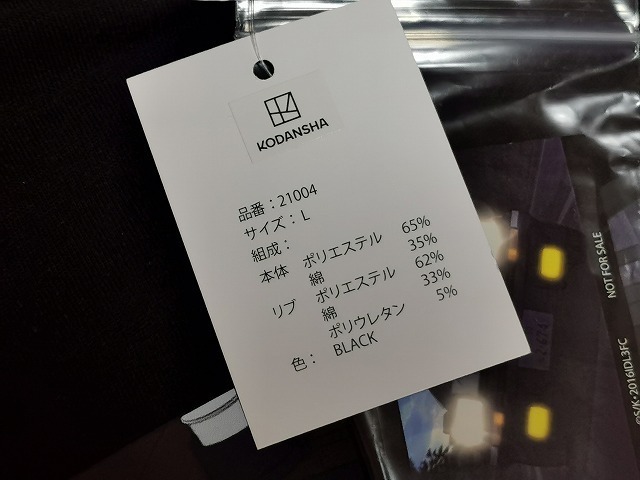 KODANSHA
品番：21004
サイズ：L
組成：
本体 ポリエステル 65%
綿 35%
リブ ポリエステル 62%
綿 33%
ポリウレタン 5%
色： BLACK
NOT FOR SALE
©S/K・2016IDL3FC